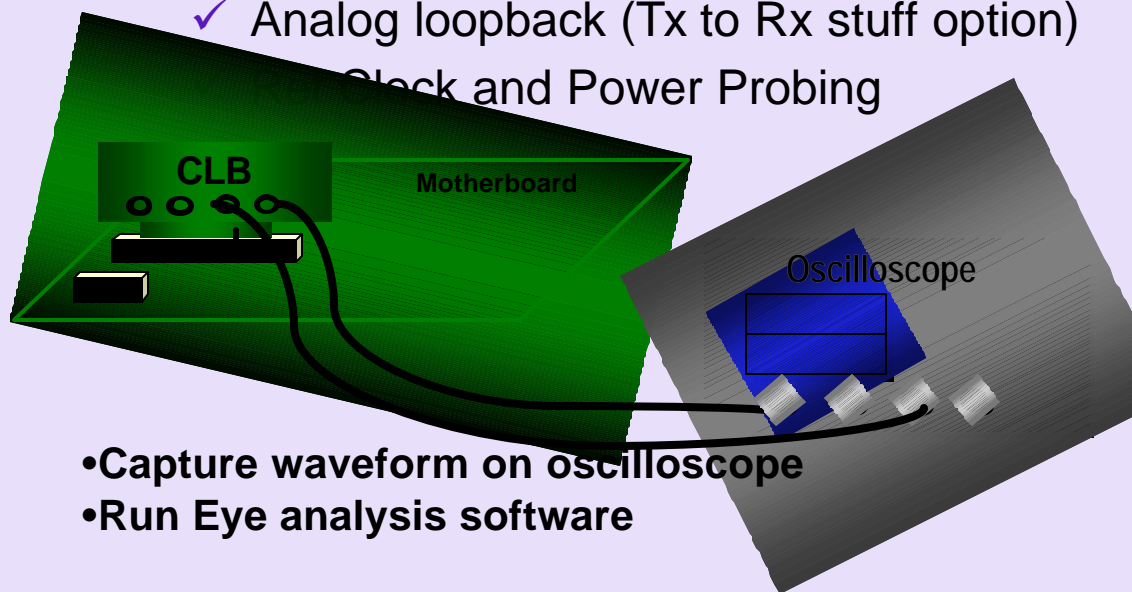 ✓ Analog loopback (Tx to Rx stuff option)
Clock and Power Probing
CLB
Motherboard
Oscilloscope
•Capture waveform on oscilloscope
•Run Eye analysis software